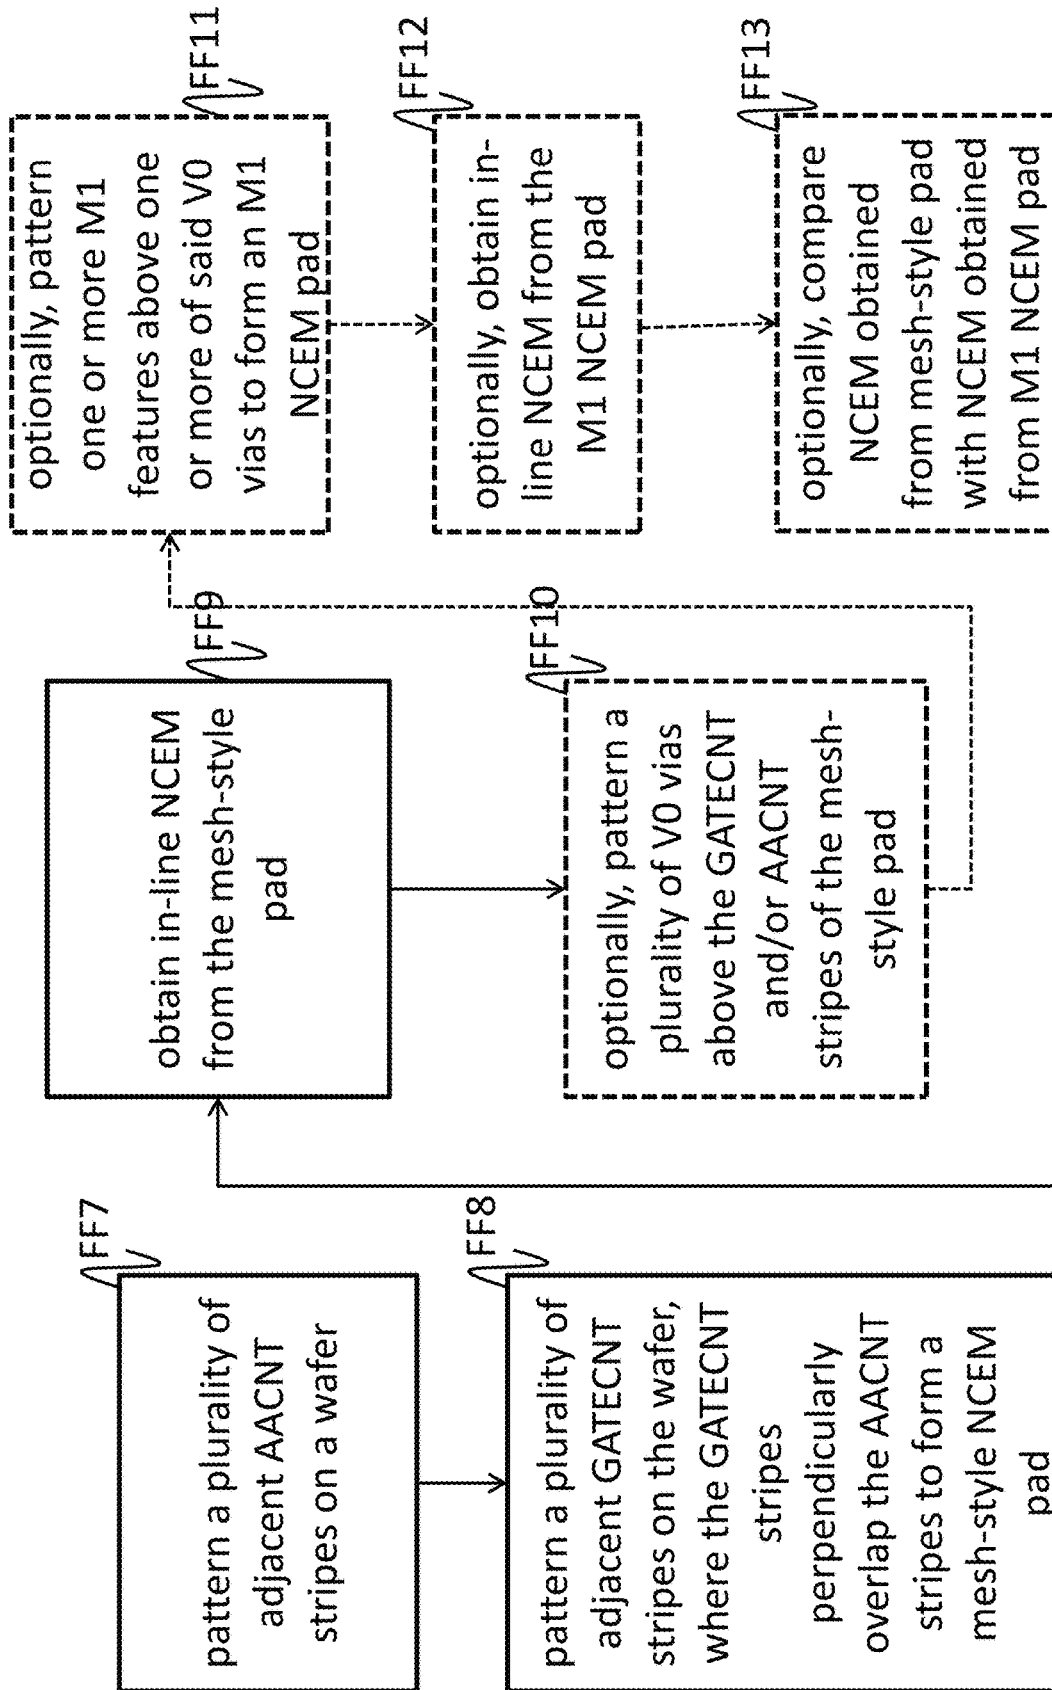 FF7
pattern a plurality of
adjacent AACNT
stripes on a wafer
FF8
pattern a plurality of
adjacent GATECNT
stripes on the wafer,
where the GATECNT
stripes
perpendicularly
overlap the AACNT
stripes to form a
mesh-style NCEM
pad
FF9
obtain in-line NCEM
from the mesh-style
pad
FF10
optionally, pattern a
plurality of V0 vias
above the GATECNT
and/or AACNT
stripes of the mesh-
style pad
FF11
optionally, pattern
one or more M1
features above one
or more of said V0
vias to form an M1
NCEM pad
FF12
optionally, obtain in-
line NCEM from the
M1 NCEM pad
FF13
optionally, compare
NCEM obtained
from mesh-style pad
with NCEM obtained
from M1 NCEM pad